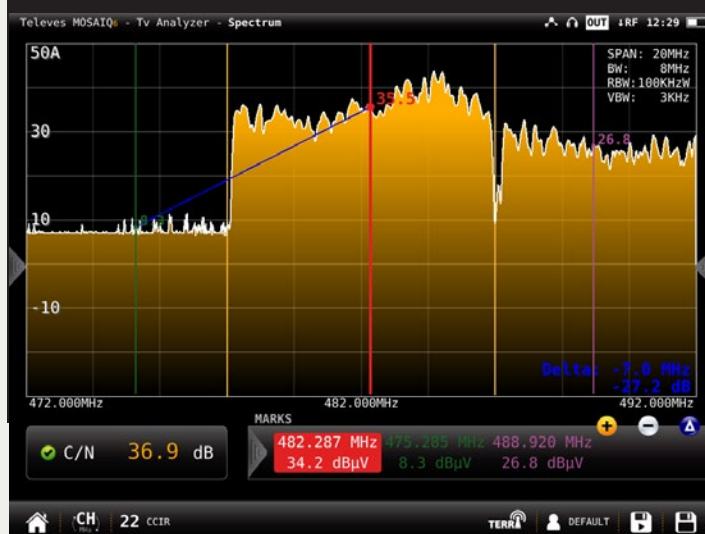 Televes MOSAIQ6 - Tv Analyzer - Spectrum
OUT ↓RF 12:29
50A
SPAN: 20MHz
BW: 8MHz
RBW:100KHzW
VBW: 3KHz
35.5
30
26.8
10
8.3
-10
Delta: -7.0 MHz
-27.2 dB
472.000MHz 482.000MHz 492.000MHz
MARKS
C/N 36.9 dB
482.287 MHz 475.285 MHz 488.920 MHz
34.2 dBµV 8.3 dBµV 26.8 dBµV
CH MHz 22 CCIR TERR DEFAULT